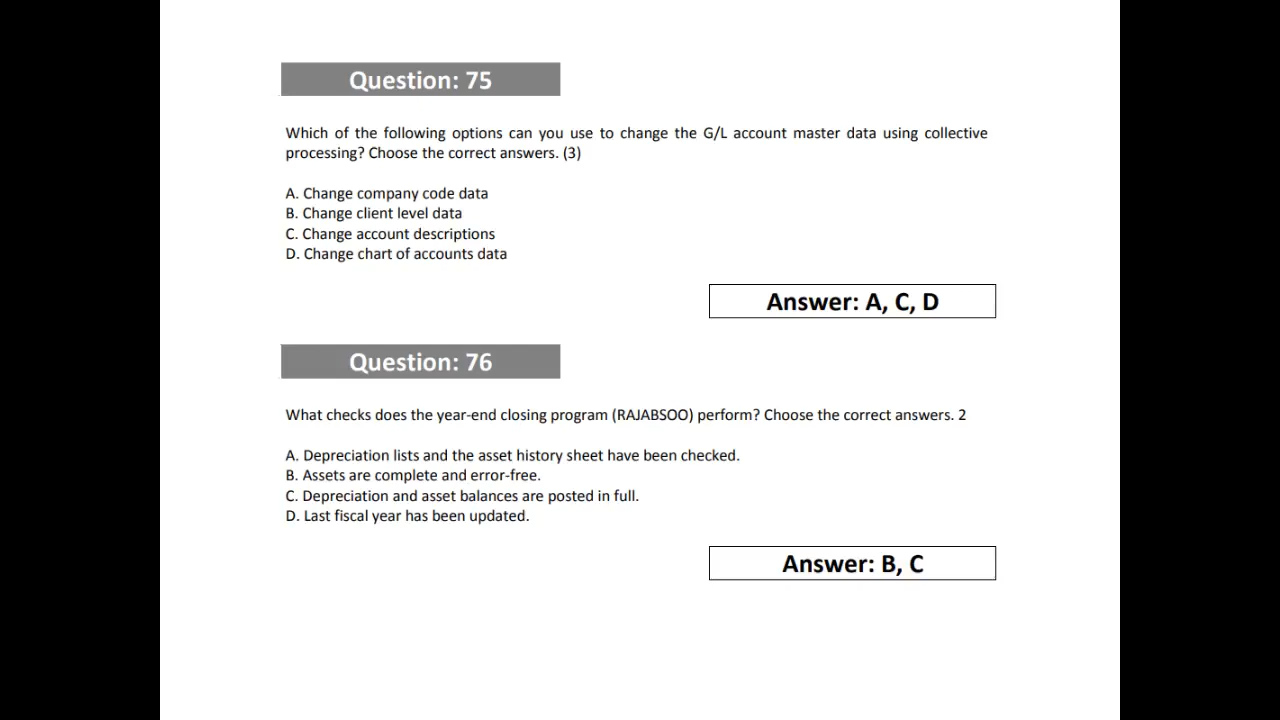 Question: 75
Which of the following options can you use to change the G/L account master data using collective
processing? Choose the correct answers. (3)
A. Change company code data
B. Change client level data
C. Change account descriptions
D. Change chart of accounts data
Answer: A, C, D
Question: 76
What checks does the year-end closing program (RAJABSOO) perform? Choose the correct answers. 2
A. Depreciation lists and the asset history sheet have been checked.
B. Assets are complete and error-free.
C. Depreciation and asset balances are posted in full.
D. Last fiscal year has been updated.
Answer: B, C